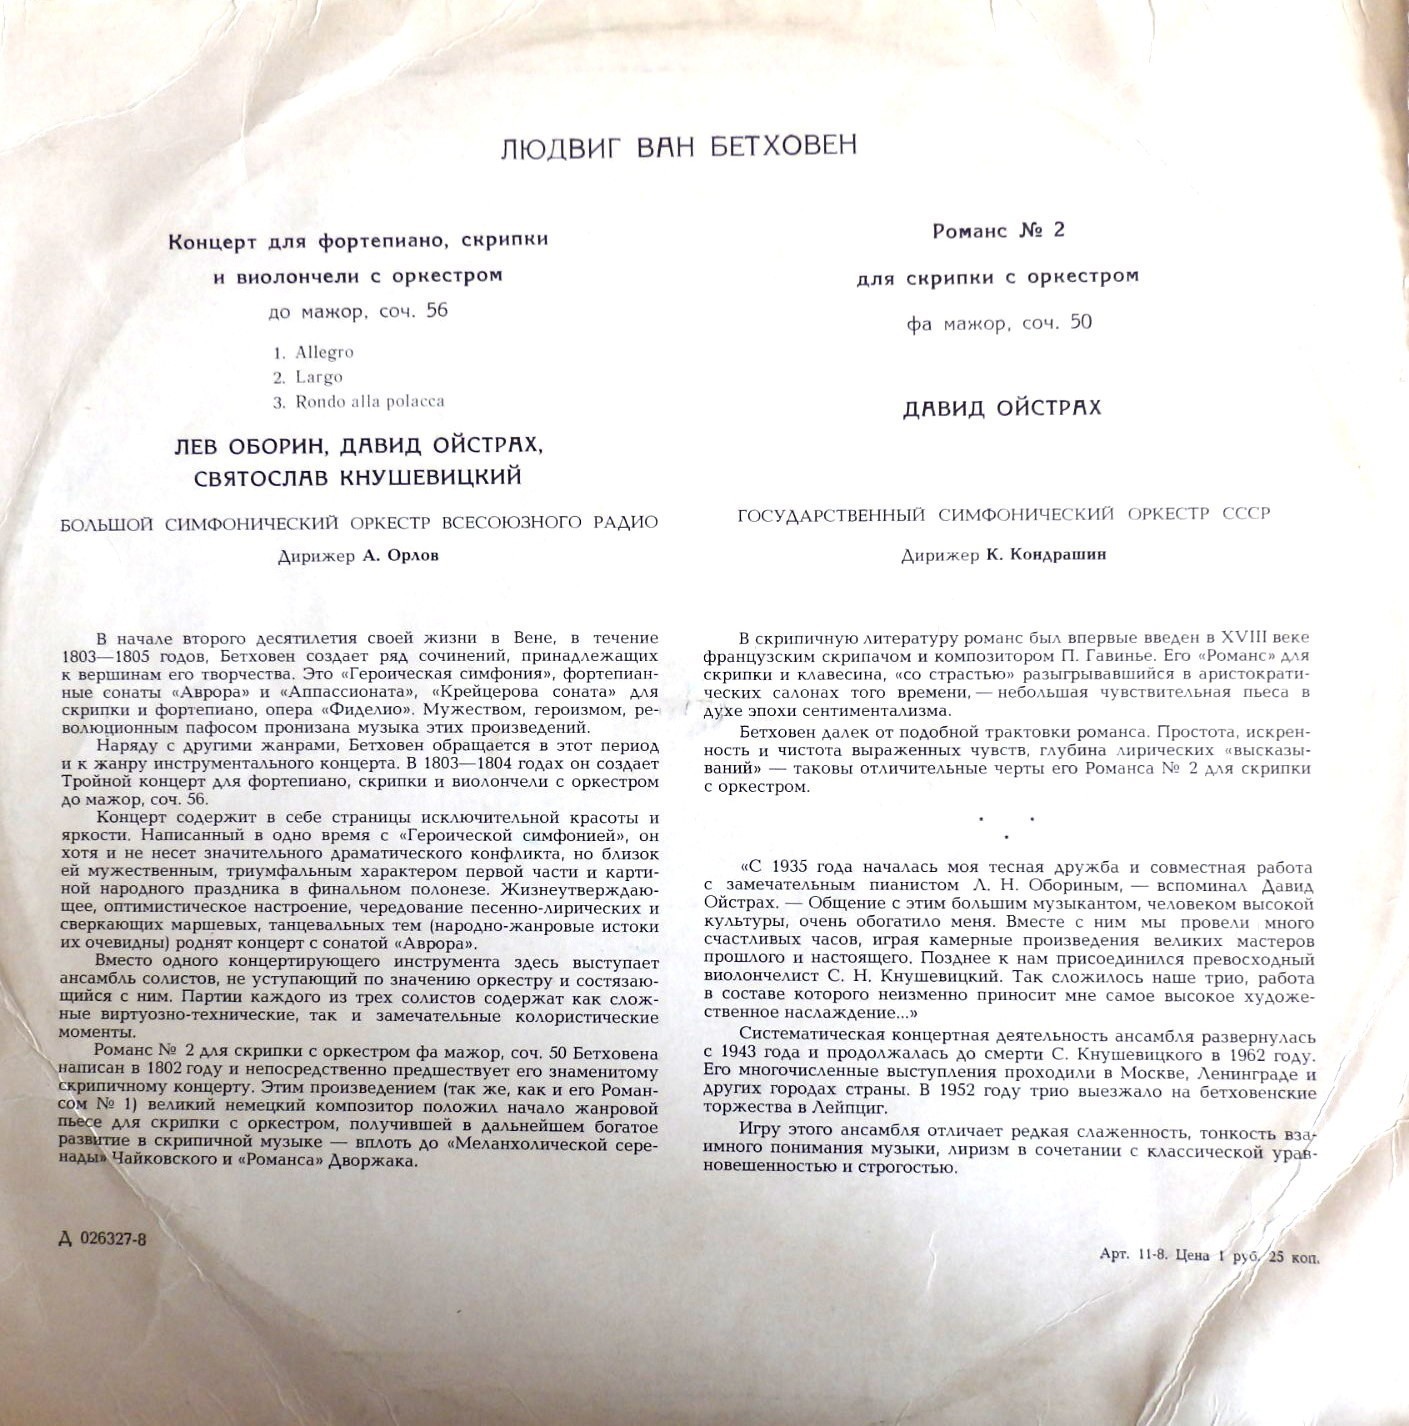 ЛЮДВИГ ВАН БЕТХОВЕН
Концерт для фортепиано, скрипки
и виолончели с оркестром
до мажор, соч. 56
1. Allegro
2. Largo
3. Rondo alla polacca
ЛЕВ ОБОРИН, ДАВИД ОЙСТРАХ,
СВЯТОСЛАВ КНУШЕВИЦКИЙ
БОЛЬШОЙ СИМФОНИЧЕСКИЙ ОРКЕСТР ВСЕСОЮЗНОГО РАДИО
Дирижер А. Орлов
В начале второго десятилетия своей жизни в Вене, в течение
1803—1805 годов, Бетховен создает ряд сочинений, принадлежащих
к вершинам его творчества. Это «Героическая симфония», фортепиан-
ные сонаты «Аврора» и «Аппассионата», «Крейцерова соната» для
скрипки и фортепиано, опера «Фиделио». Мужеством, героизмом, ре-
волюционным пафосом пронизана музыка этих произведений.
Наряду с другими жанрами, Бетховен обращается в этот период
и к жанру инструментального концерта. В 1803—1804 годах он создает
Тройной концерт для фортепиано, скрипки и виолончели с оркестром
до мажор, соч. 56.
Концерт содержит в себе страницы исключительной красоты и
яркости. Написанный в одно время с «Героической симфонией», он
хотя и не несет значительного драматического конфликта, но близок
ей мужественным, триумфальным характером первой части и карти-
ной народного праздника в финальном полонезе. Жизнеутверждаю-
щее, оптимистическое настроение, чередование песенно-лирических и
сверкающих маршевых, танцевальных тем (народно-жанровые истоки
их очевидны) роднят концерт с сонатой «Аврора».
Вместо одного концертирующего инструмента здесь выступает
ансамбль солистов, не уступающий по значению оркестру и состязаю-
щийся с ним. Партии каждого из трех солистов содержат как слож-
ные виртуозно-технические, так и замечательные колористические
моменты.
Романс № 2 для скрипки с оркестром фа мажор, соч. 50 Бетховена
написан в 1802 году и непосредственно предшествует его знаменитому
скрипичному концерту. Этим произведением (так же, как и его Роман-
сом № 1) великий немецкий композитор положил начало жанровой
пьесе для скрипки с оркестром, получившей в дальнейшем богатое
развитие в скрипичной музыке — вплоть до «Меланхолической сере-
нады» Чайковского и «Романса» Дворжака.
Д 026327-8
Романс № 2
для скрипки с оркестром
фа мажор, соч. 50
ДАВИД ОЙСТРАХ
ГОСУДАРСТВЕННЫЙ СИМФОНИЧЕСКИЙ ОРКЕСТР СССР
Дирижер К. Кондрашин
В скрипичную литературу романс был впервые введен в XVIII веке
французским скрипачом и композитором П. Гавинье. Его «Романс» для
скрипки и клавесина, «со страстью» разыгрывавшийся в аристократи-
ческих салонах того времени, — небольшая чувствительная пьеса в
духе эпохи сентиментализма.
Бетховен далек от подобной трактовки романса. Простота, искрен-
ность и чистота выраженных чувств, глубина лирических «высказы-
ваний» — таковы отличительные черты его Романса № 2 для скрипки
с оркестром.
«С 1935 года началась моя тесная дружба и совместная работа
с замечательным пианистом Л. Н. Обориным, — вспоминал Давид
Ойстрах. — Общение с этим большим музыкантом, человеком высокой
культуры, очень обогатило меня. Вместе с ним мы провели много
счастливых часов, играя камерные произведения великих мастеров
прошлого и настоящего. Позднее к нам присоединился превосходный
виолончелист С. Н. Кнушевицкий. Так сложилось наше трио, работа
в составе которого неизменно приносит мне самое высокое художе-
ственное наслаждение...»
Систематическая концертная деятельность ансамбля развернулась
с 1943 года и продолжалась до смерти С. Кнушевицкого в 1962 году.
Его многочисленные выступления проходили в Москве, Ленинграде и
других городах страны. В 1952 году трио выезжало на бетховенские
торжества в Лейпциг.
Игру этого ансамбля отличает редкая слаженность, тонкость вза-
имного понимания музыки, лиризм в сочетании с классической урав-
новешенностью и строгостью.
Арт. 11-8. Цена 1 руб. 25 коп.